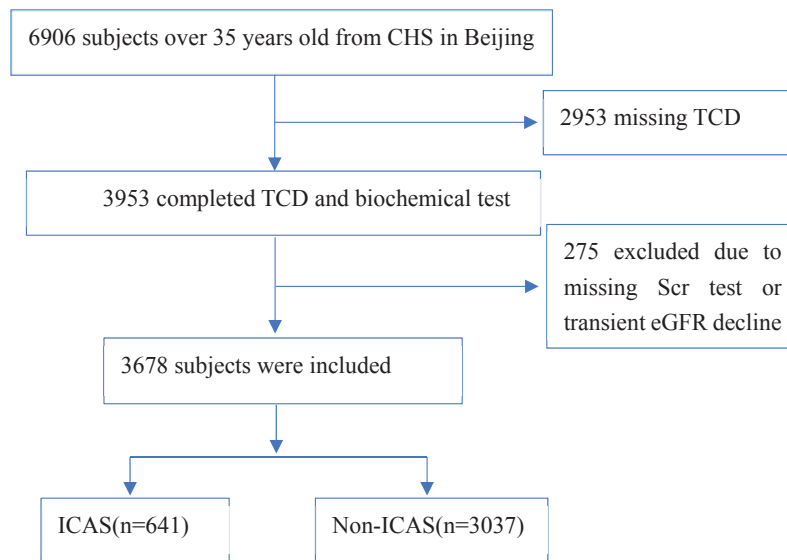 6906 subjects over 35 years old from CHS in Beijing
2953 missing TCD
3953 completed TCD and biochemical test
275 excluded due to
missing Scr test or
transient eGFR decline
3678 subjects were included
ICAS(n=641)
Non-ICAS(n=3037)